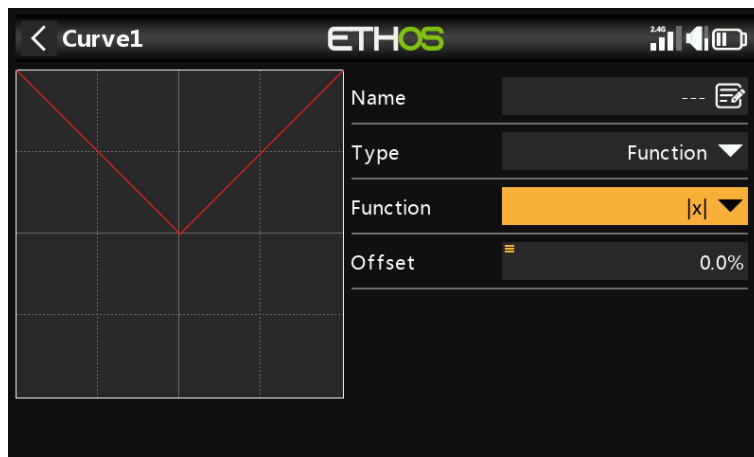 Curve1 ETHOS 2.4G
Name ---
Type Function
Function |x|
Offset 0.0%